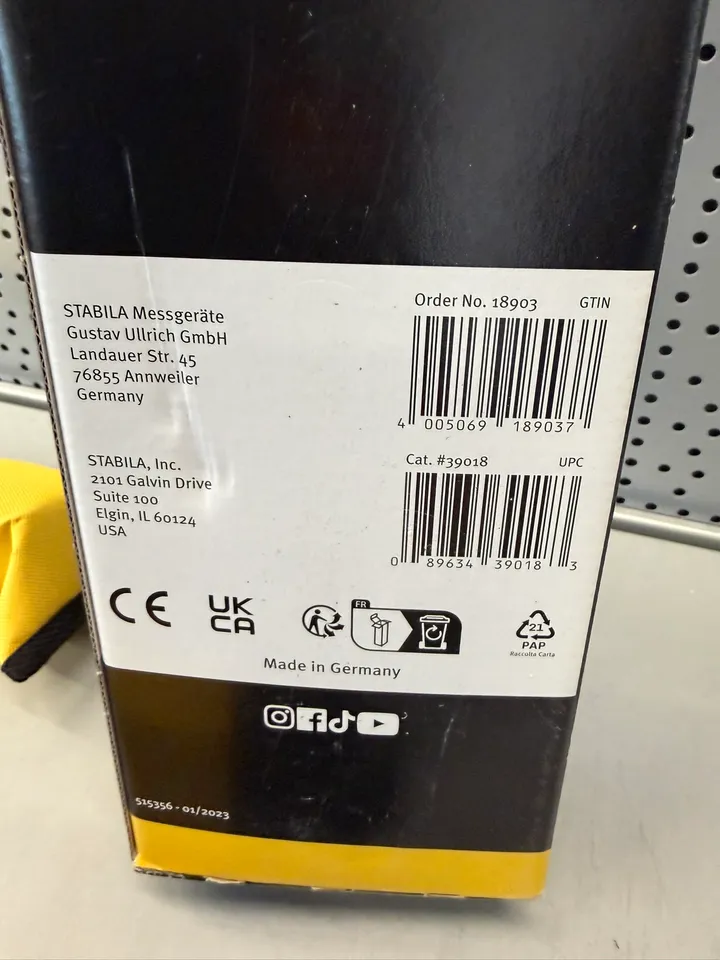 STABILA Messgeräte
Gustav Ullrich GmbH
Landauer Str. 45
76855 Annweiler
Germany
Order No. 18903 GTIN
4 005069 189037
STABILA, Inc.
2101 Galvin Drive
Suite 100
Elgin, IL 60124
USA
Cat. #39018 UPC
0 89634 39018 3
CE
UK
CA
FR
21
PAP
Raccolta Carta
Made in Germany
515356 - 01/2023